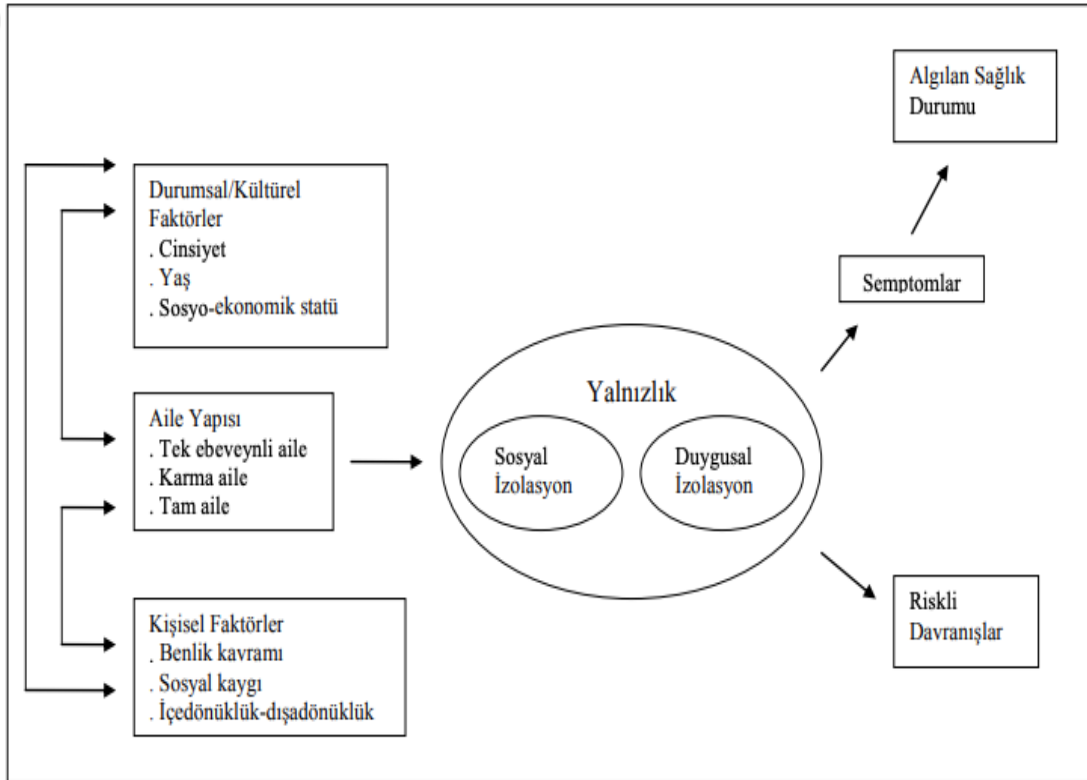 Algılan Sağlık
Durumu
Durumsal/Kültürel
Faktörler
. Cinsiyet
. Yaş
. Sosyo-ekonomik statü
Semptomlar
Yalnızlık
Aile Yapısı
. Tek ebeveynli aile
. Karma aile
. Tam aile
Sosyal
İzolasyon
Duygusal
İzolasyon
Kişisel Faktörler
. Benlik kavramı
. Sosyal kaygı
. İçedönüklük-dışadönüklük
Riskli
Davranışlar